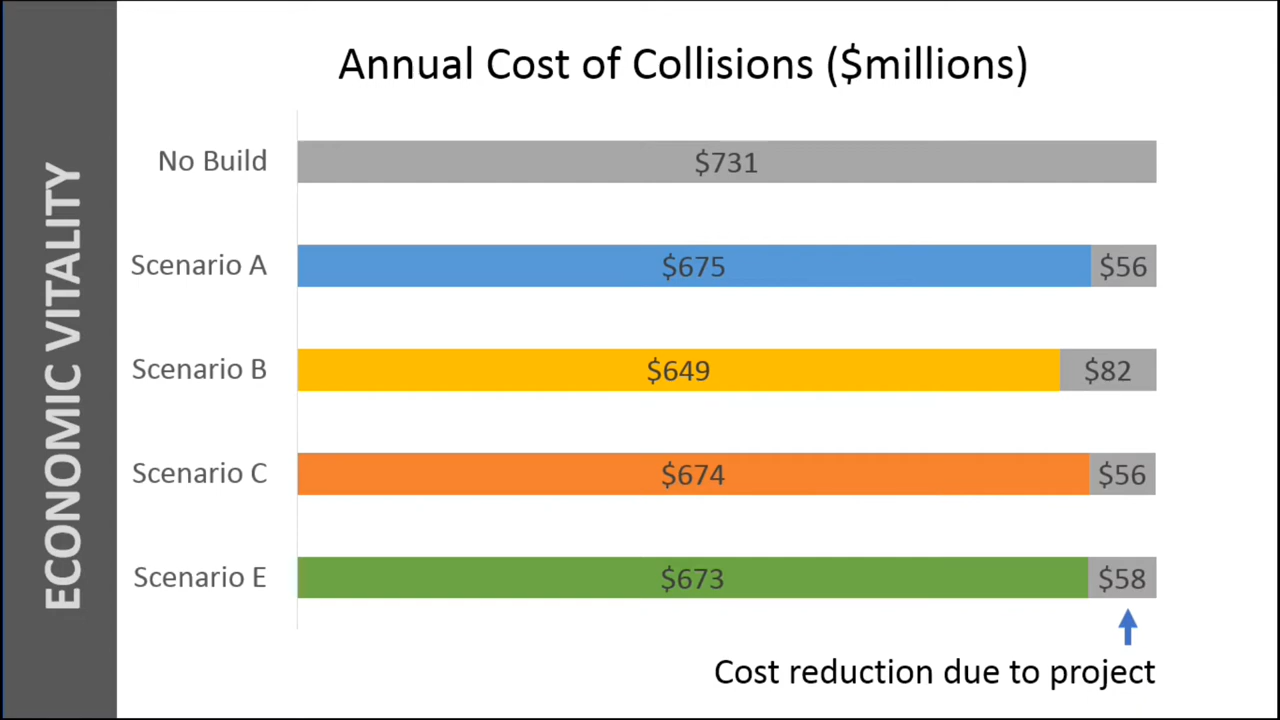 ECONOMIC VITALITY
Annual Cost of Collisions ($millions)
No Build $731
Scenario A $675 $56
Scenario B $649 $82
Scenario C $674 $56
Scenario E $673 $58
Cost reduction due to project